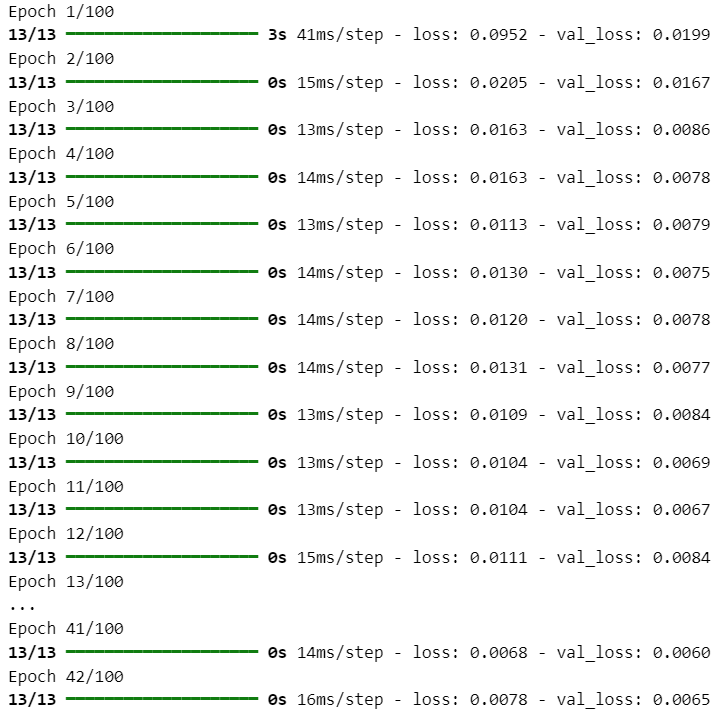 Epoch 1/100
13/13 ━━━━━━━━━━━━━━━━━━━━ 3s 41ms/step - loss: 0.0952 - val_loss: 0.0199
Epoch 2/100
13/13 ━━━━━━━━━━━━━━━━━━━━ 0s 15ms/step - loss: 0.0205 - val_loss: 0.0167
Epoch 3/100
13/13 ━━━━━━━━━━━━━━━━━━━━ 0s 13ms/step - loss: 0.0163 - val_loss: 0.0086
Epoch 4/100
13/13 ━━━━━━━━━━━━━━━━━━━━ 0s 14ms/step - loss: 0.0163 - val_loss: 0.0078
Epoch 5/100
13/13 ━━━━━━━━━━━━━━━━━━━━ 0s 13ms/step - loss: 0.0113 - val_loss: 0.0079
Epoch 6/100
13/13 ━━━━━━━━━━━━━━━━━━━━ 0s 14ms/step - loss: 0.0130 - val_loss: 0.0075
Epoch 7/100
13/13 ━━━━━━━━━━━━━━━━━━━━ 0s 14ms/step - loss: 0.0120 - val_loss: 0.0078
Epoch 8/100
13/13 ━━━━━━━━━━━━━━━━━━━━ 0s 14ms/step - loss: 0.0131 - val_loss: 0.0077
Epoch 9/100
13/13 ━━━━━━━━━━━━━━━━━━━━ 0s 13ms/step - loss: 0.0109 - val_loss: 0.0084
Epoch 10/100
13/13 ━━━━━━━━━━━━━━━━━━━━ 0s 13ms/step - loss: 0.0104 - val_loss: 0.0069
Epoch 11/100
13/13 ━━━━━━━━━━━━━━━━━━━━ 0s 13ms/step - loss: 0.0104 - val_loss: 0.0067
Epoch 12/100
13/13 ━━━━━━━━━━━━━━━━━━━━ 0s 15ms/step - loss: 0.0111 - val_loss: 0.0084
Epoch 13/100
...
Epoch 41/100
13/13 ━━━━━━━━━━━━━━━━━━━━ 0s 14ms/step - loss: 0.0068 - val_loss: 0.0060
Epoch 42/100
13/13 ━━━━━━━━━━━━━━━━━━━━ 0s 16ms/step - loss: 0.0078 - val_loss: 0.0065